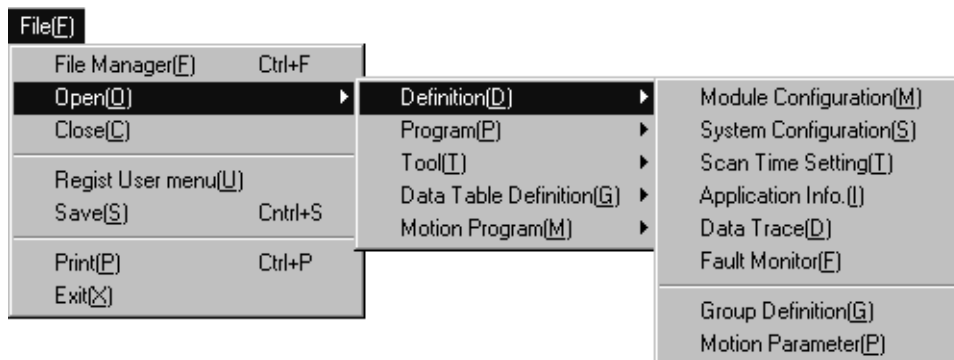 File(F)
File Manager(F) Ctrl+F
Open(O)
Close(C)
Regist User menu(U)
Save(S) Cntrl+S
Print(P) Ctrl+P
Exit(X)
Definition(D)
Program(P)
Tool(T)
Data Table Definition(G)
Motion Program(M)
Module Configuration(M)
System Configuration(S)
Scan Time Setting(T)
Application Info.(I)
Data Trace(D)
Fault Monitor(F)
Group Definition(G)
Motion Parameter(P)